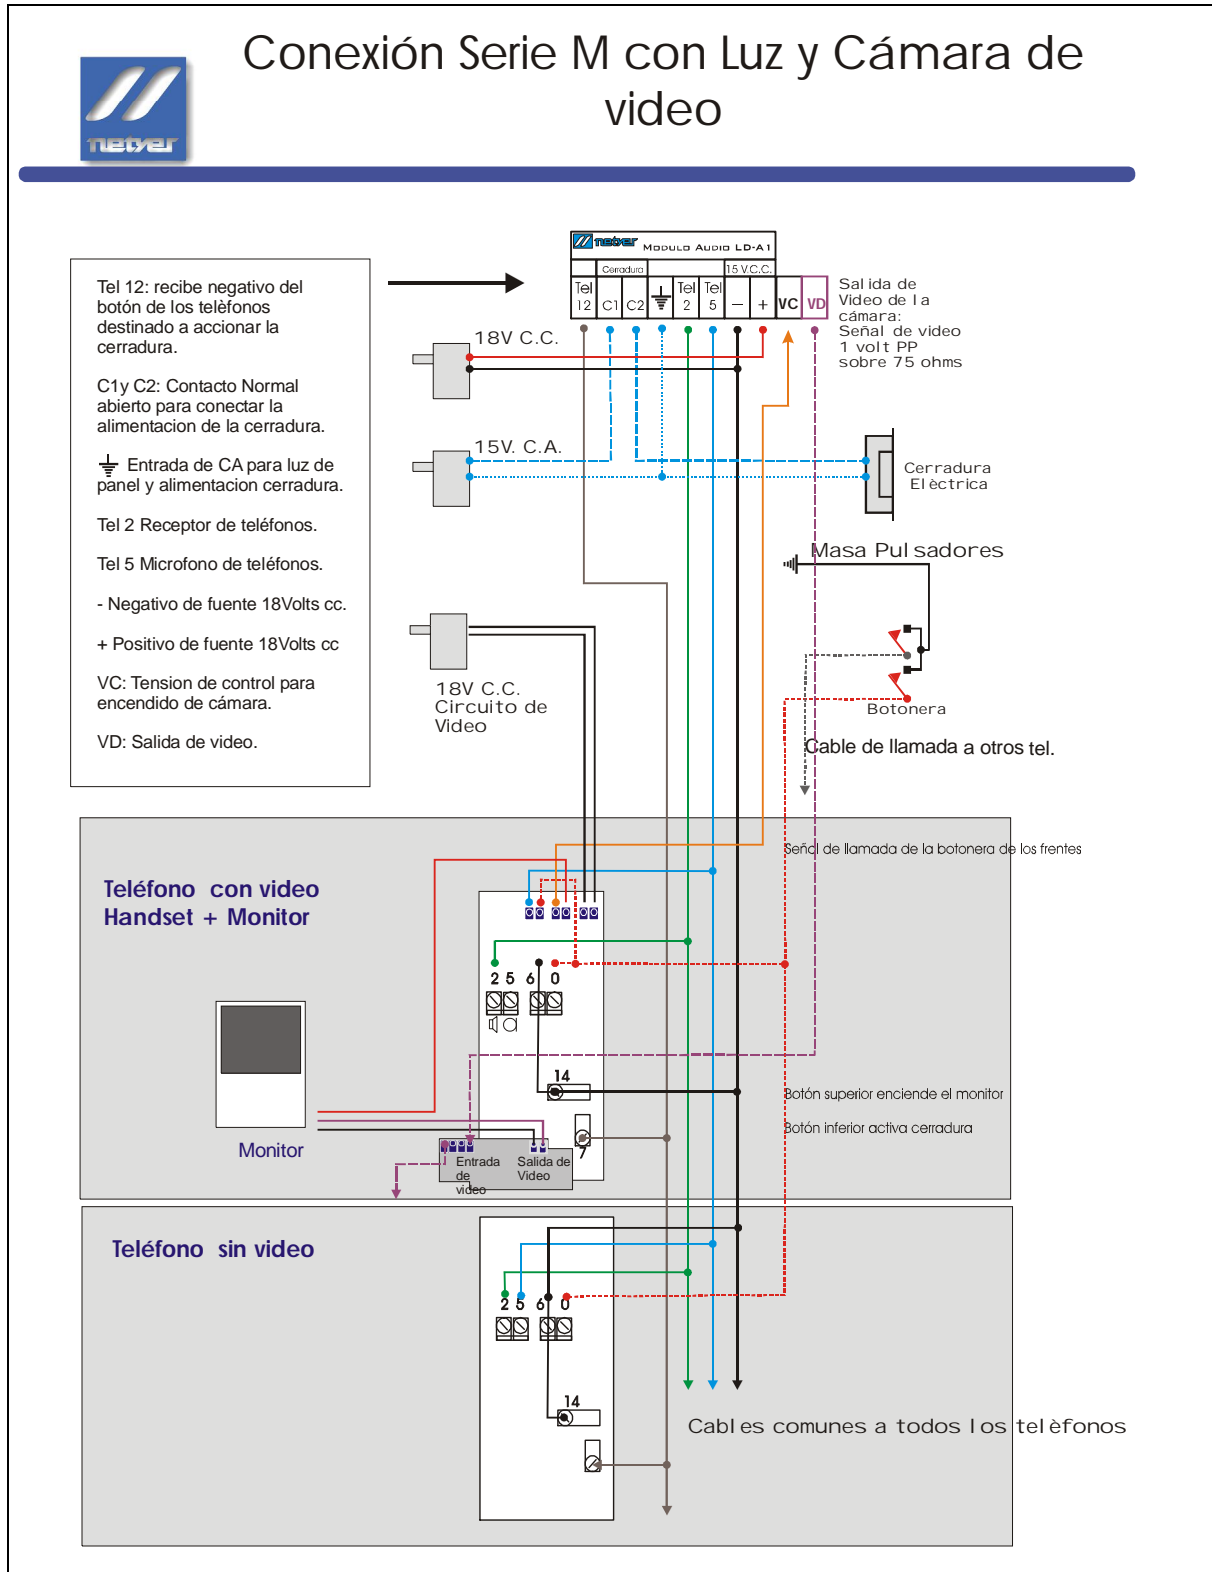 Conexión Serie M con Luz y Cámara de
video
netyer
netyer Modulo Audio LD-A1
Cerradura
15 V.C.C.
Tel 12
C1
C2
Tel 2
Tel 5
–
+
VC
VD
Salida de
Video de la
cámara:
Señal de video
1 volt PP
sobre 75 ohms
Tel 12: recibe negativo del
botón de los telèfonos
destinado a accionar la
cerradura.
C1y C2: Contacto Normal
abierto para conectar la
alimentacion de la cerradura.
Entrada de CA para luz de
panel y alimentacion cerradura.
Tel 2 Receptor de teléfonos.
Tel 5 Microfono de teléfonos.
- Negativo de fuente 18Volts cc.
+ Positivo de fuente 18Volts cc
VC: Tension de control para
encendido de cámara.
VD: Salida de video.
18V C.C.
15V. C.A.
Cerradura
Elèctrica
Masa Pulsadores
18V C.C.
Circuito de
Video
Botonera
Cable de llamada a otros tel.
Señal de llamada de la botonera de los frentes
Teléfono con video
Handset + Monitor
2 5 6 0
14
Botón superior enciende el monitor
Botón inferior activa cerradura
7
Monitor
Entrada
de
video
Salida de
Video
Teléfono sin video
2 5 6 0
14
Cables comunes a todos los telèfonos